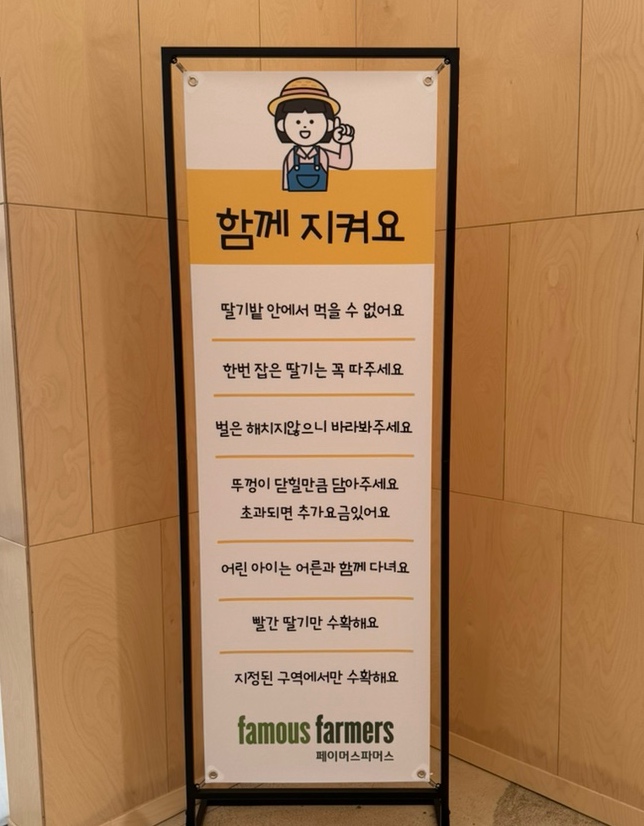 함께 지켜요
딸기밭 안에서 먹을 수 없어요
한번 잡은 딸기는 꼭 따주세요
벌은 해치지않으니 바라봐주세요
뚜껑이 닫힐만큼 담아주세요
초과되면 추가요금있어요
어린 아이는 어른과 함께 다녀요
빨간 딸기만 수확해요
지정된 구역에서만 수확해요
famous farmers
페이머스파머스